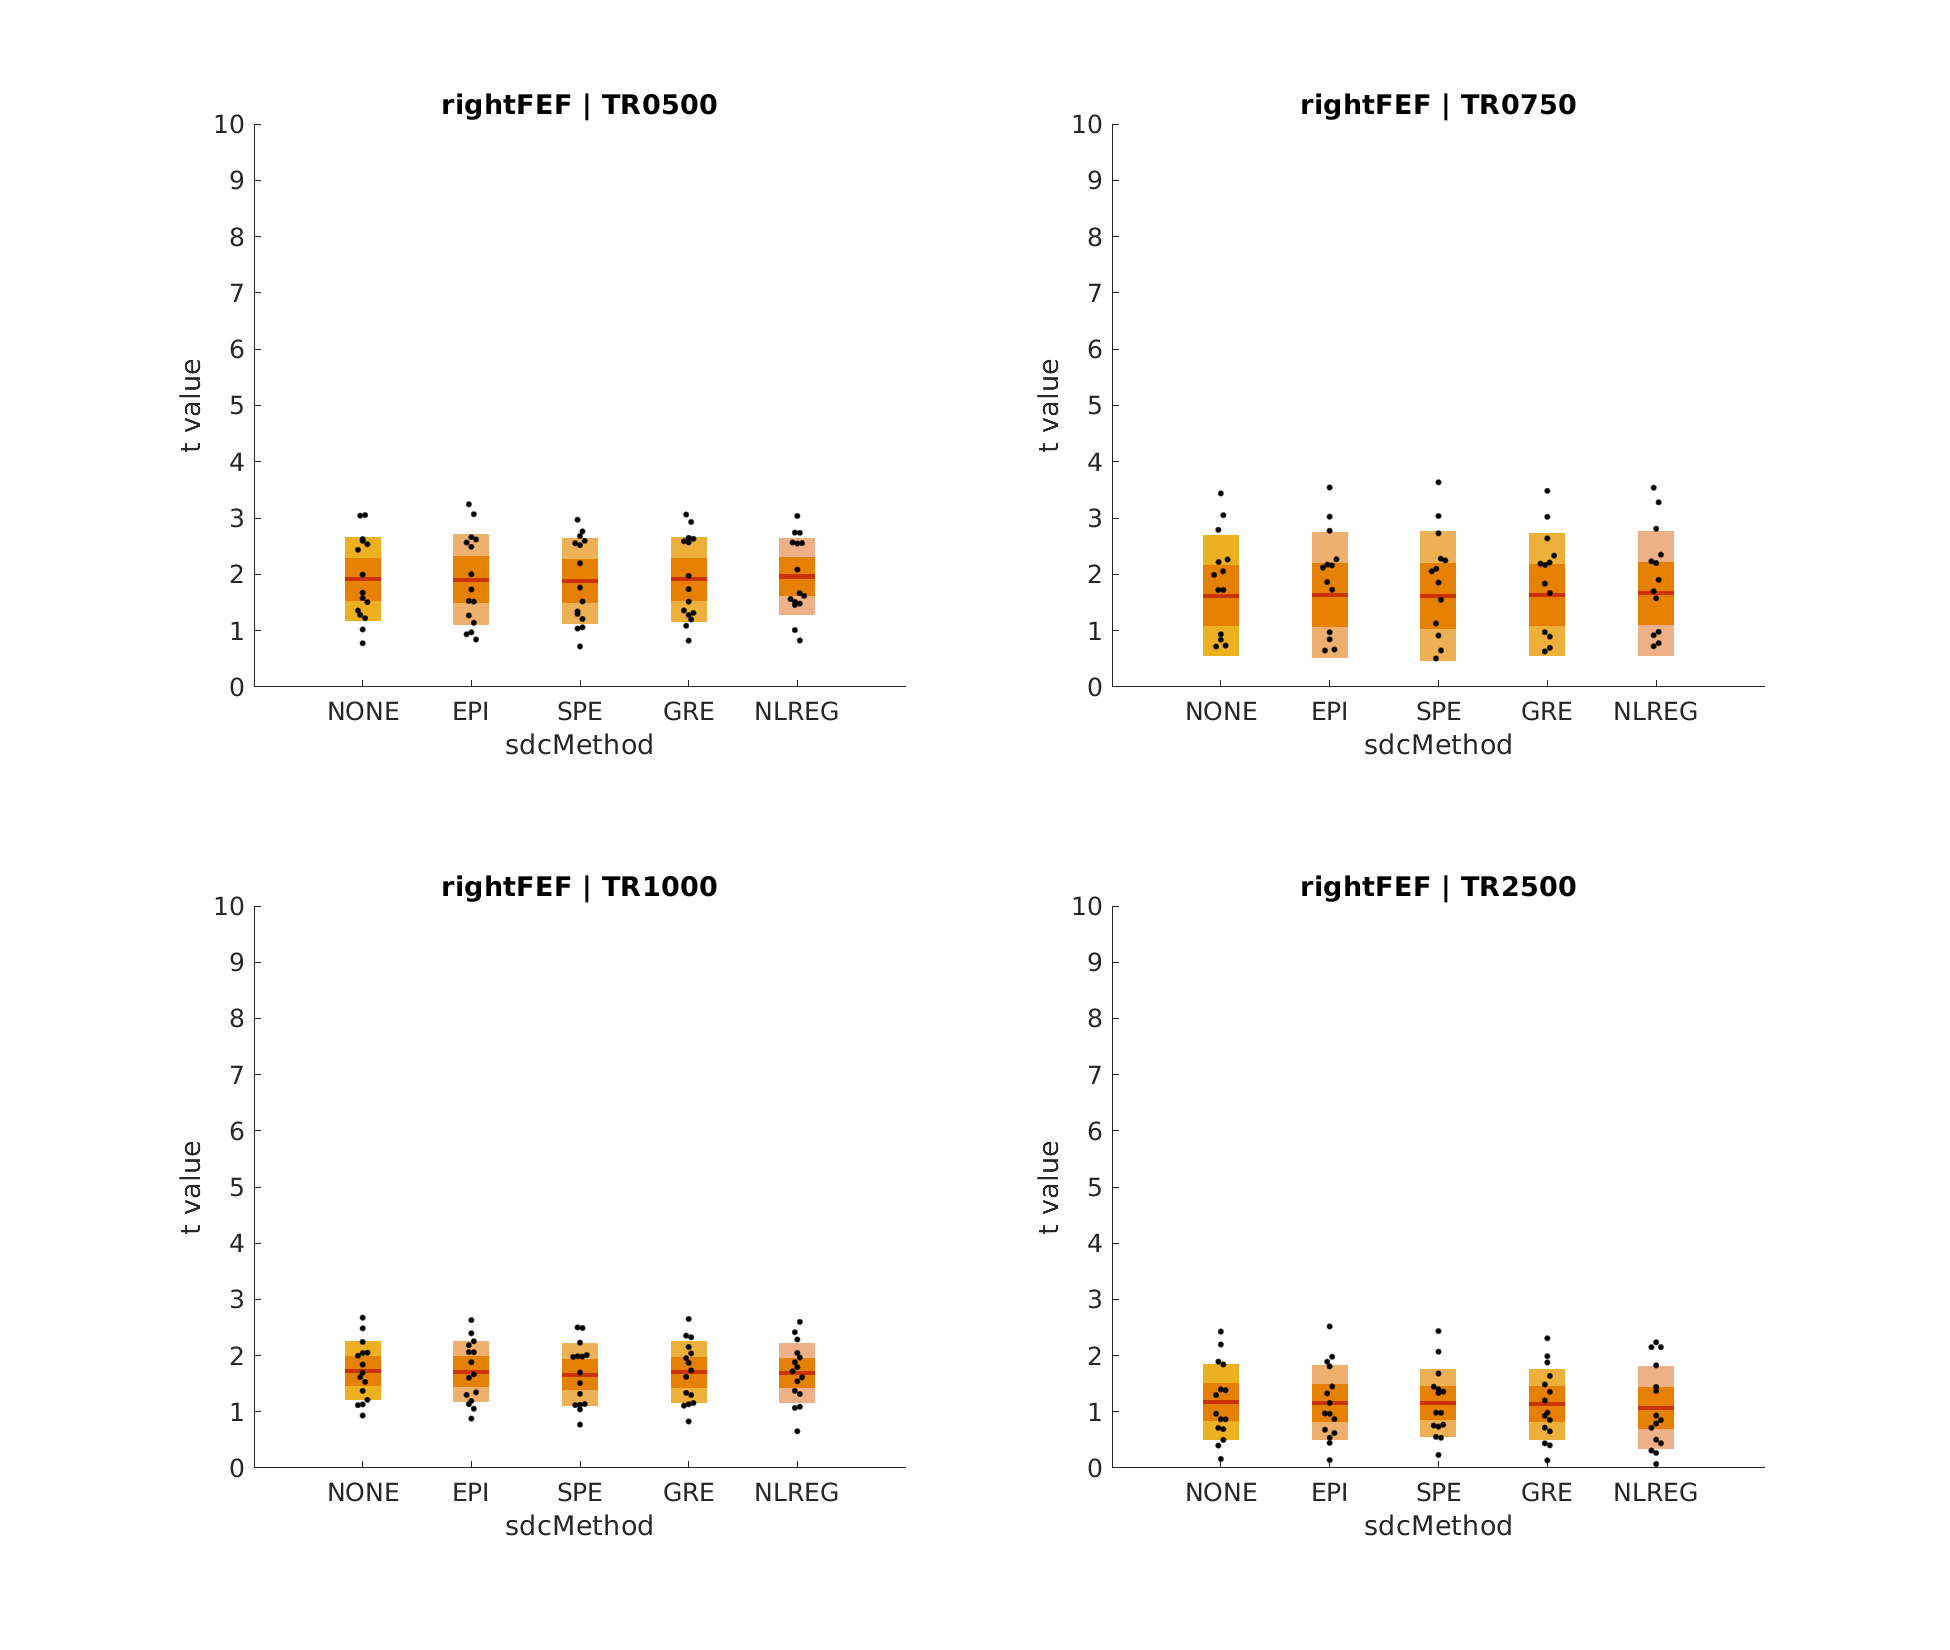 rightFEF | TR0500
10
9
8
7
6
5
4
3
2
1
0
t value
NONE EPI SPE GRE NLREG
sdcMethod
rightFEF | TR0750
10
9
8
7
6
5
4
3
2
1
0
t value
NONE EPI SPE GRE NLREG
sdcMethod
rightFEF | TR1000
10
9
8
7
6
5
4
3
2
1
0
t value
NONE EPI SPE GRE NLREG
sdcMethod
rightFEF | TR2500
10
9
8
7
6
5
4
3
2
1
0
t value
NONE EPI SPE GRE NLREG
sdcMethod